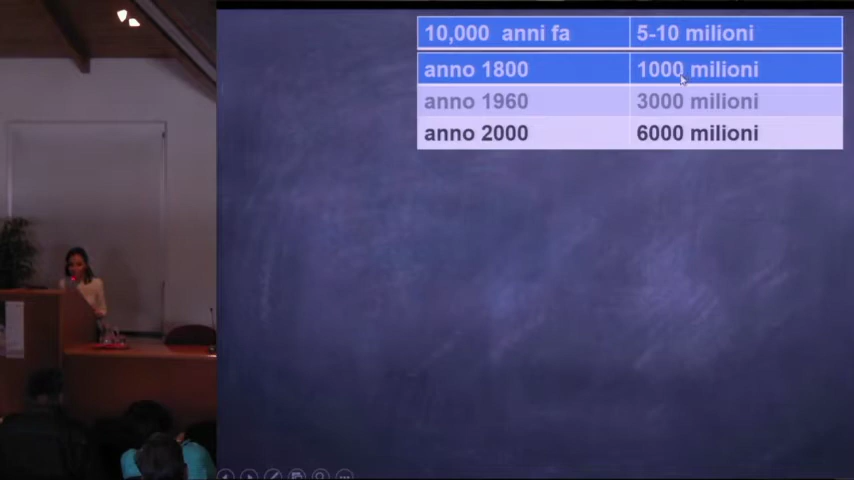 10,000 anni fa 5-10 milioni
anno 1800 1000 milioni
anno 1960 3000 milioni
anno 2000 6000 milioni